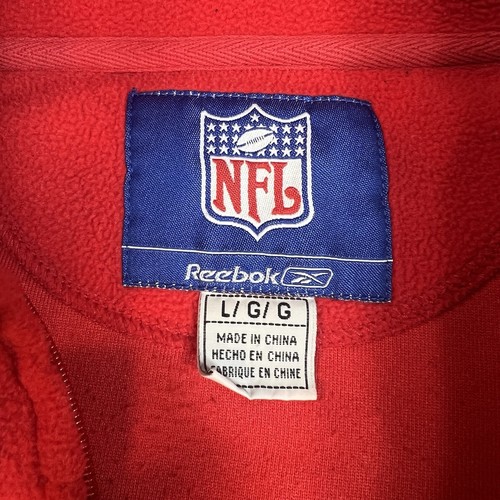 NFL
Reebok
L/G/G
MADE IN CHINA
HECHO EN CHINA
FABRIQUE EN CHINE